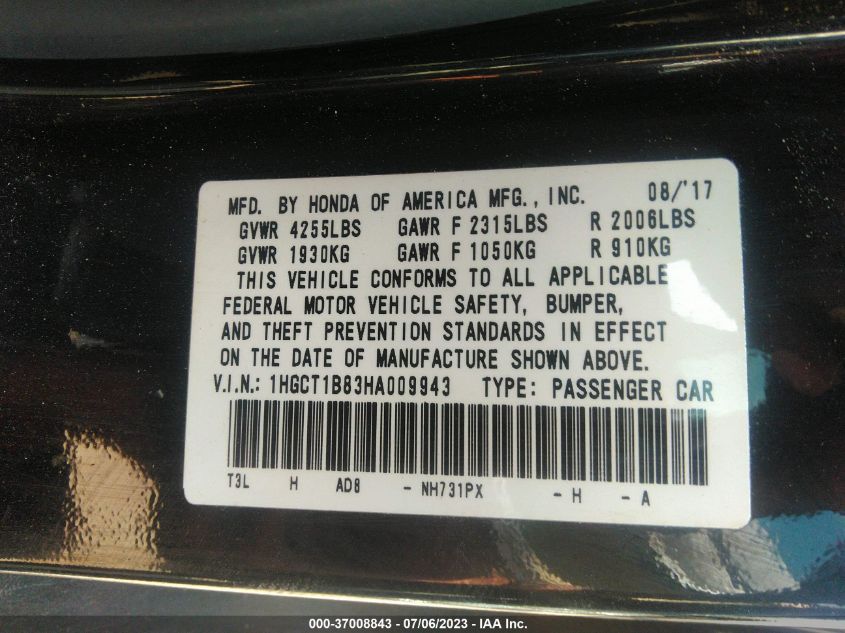 MFD. BY HONDA OF AMERICA MFG., INC. 08/'17
GVWR 4255LBS GAWR F 2315LBS R 2006LBS
GVWR 1930KG GAWR F 1050KG R 910KG
THIS VEHICLE CONFORMS TO ALL APPLICABLE
FEDERAL MOTOR VEHICLE SAFETY, BUMPER,
AND THEFT PREVENTION STANDARDS IN EFFECT
ON THE DATE OF MANUFACTURE SHOWN ABOVE.
V.I.N.: 1HGCT1B83HA009943 TYPE: PASSENGER CAR
T3L H AD8 - NH731PX - H - A
000-37008843 - 07/06/2023 - IAA Inc.